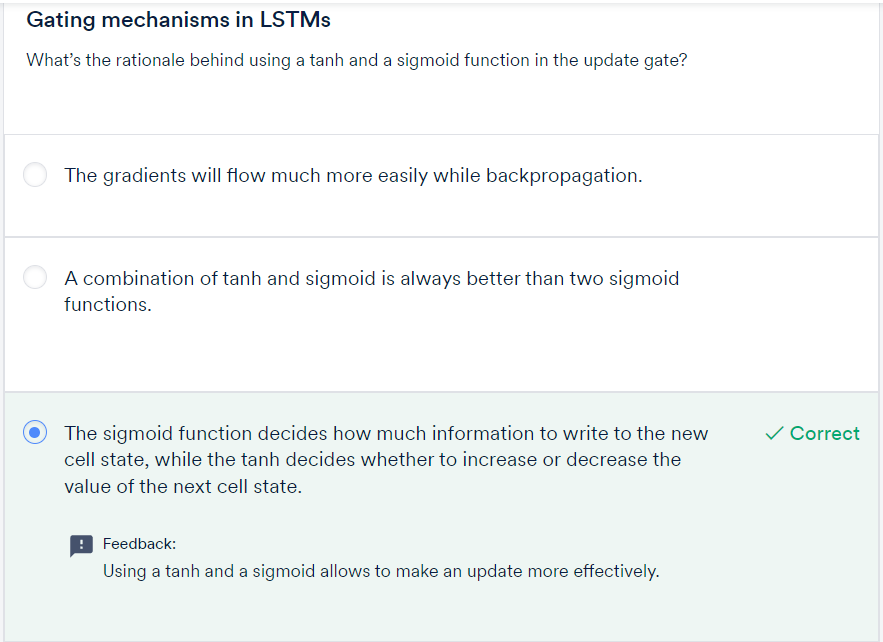 Gating mechanisms in LSTMs
What’s the rationale behind using a tanh and a sigmoid function in the update gate?
The gradients will flow much more easily while backpropagation.
A combination of tanh and sigmoid is always better than two sigmoid
functions.
The sigmoid function decides how much information to write to the new
cell state, while the tanh decides whether to increase or decrease the
value of the next cell state.
Correct
Feedback:
Using a tanh and a sigmoid allows to make an update more effectively.